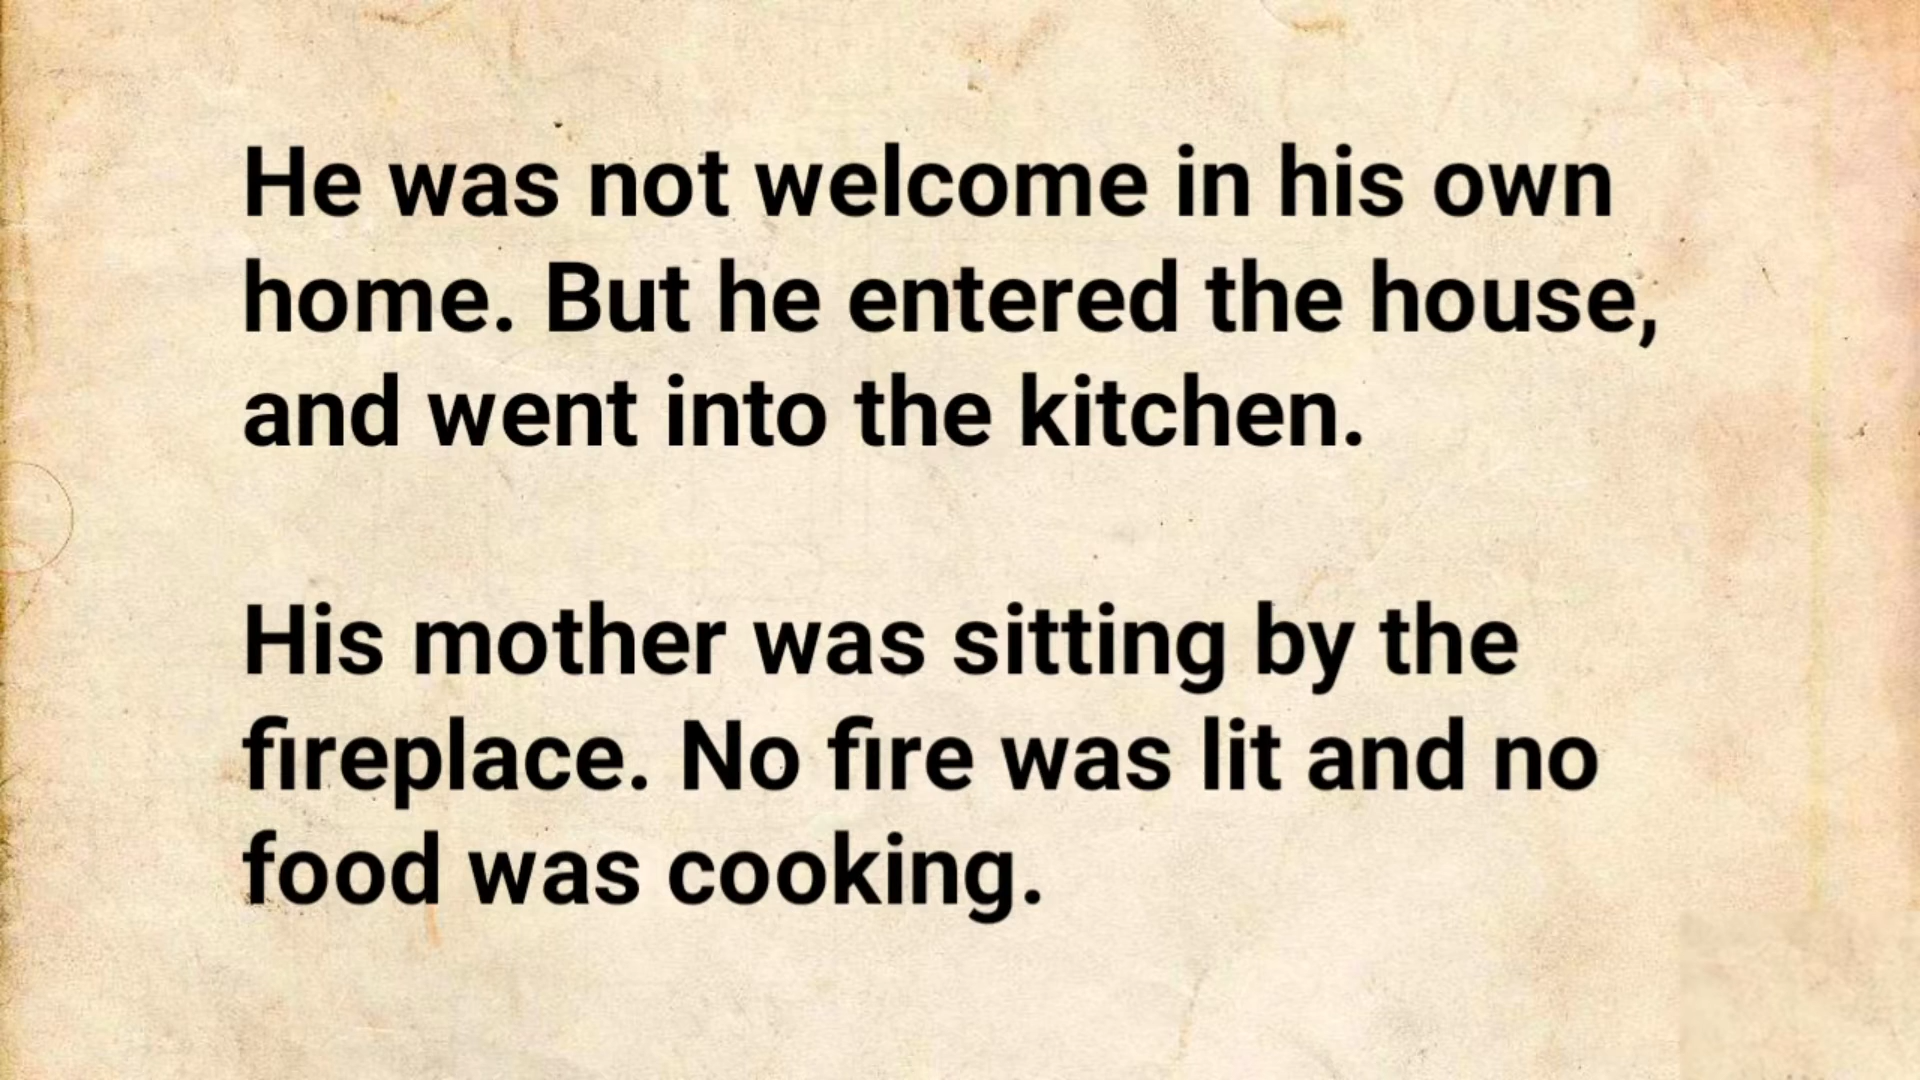 He was not welcome in his own
home. But he entered the house,
and went into the kitchen.
His mother was sitting by the
fireplace. No fire was lit and no
food was cooking.